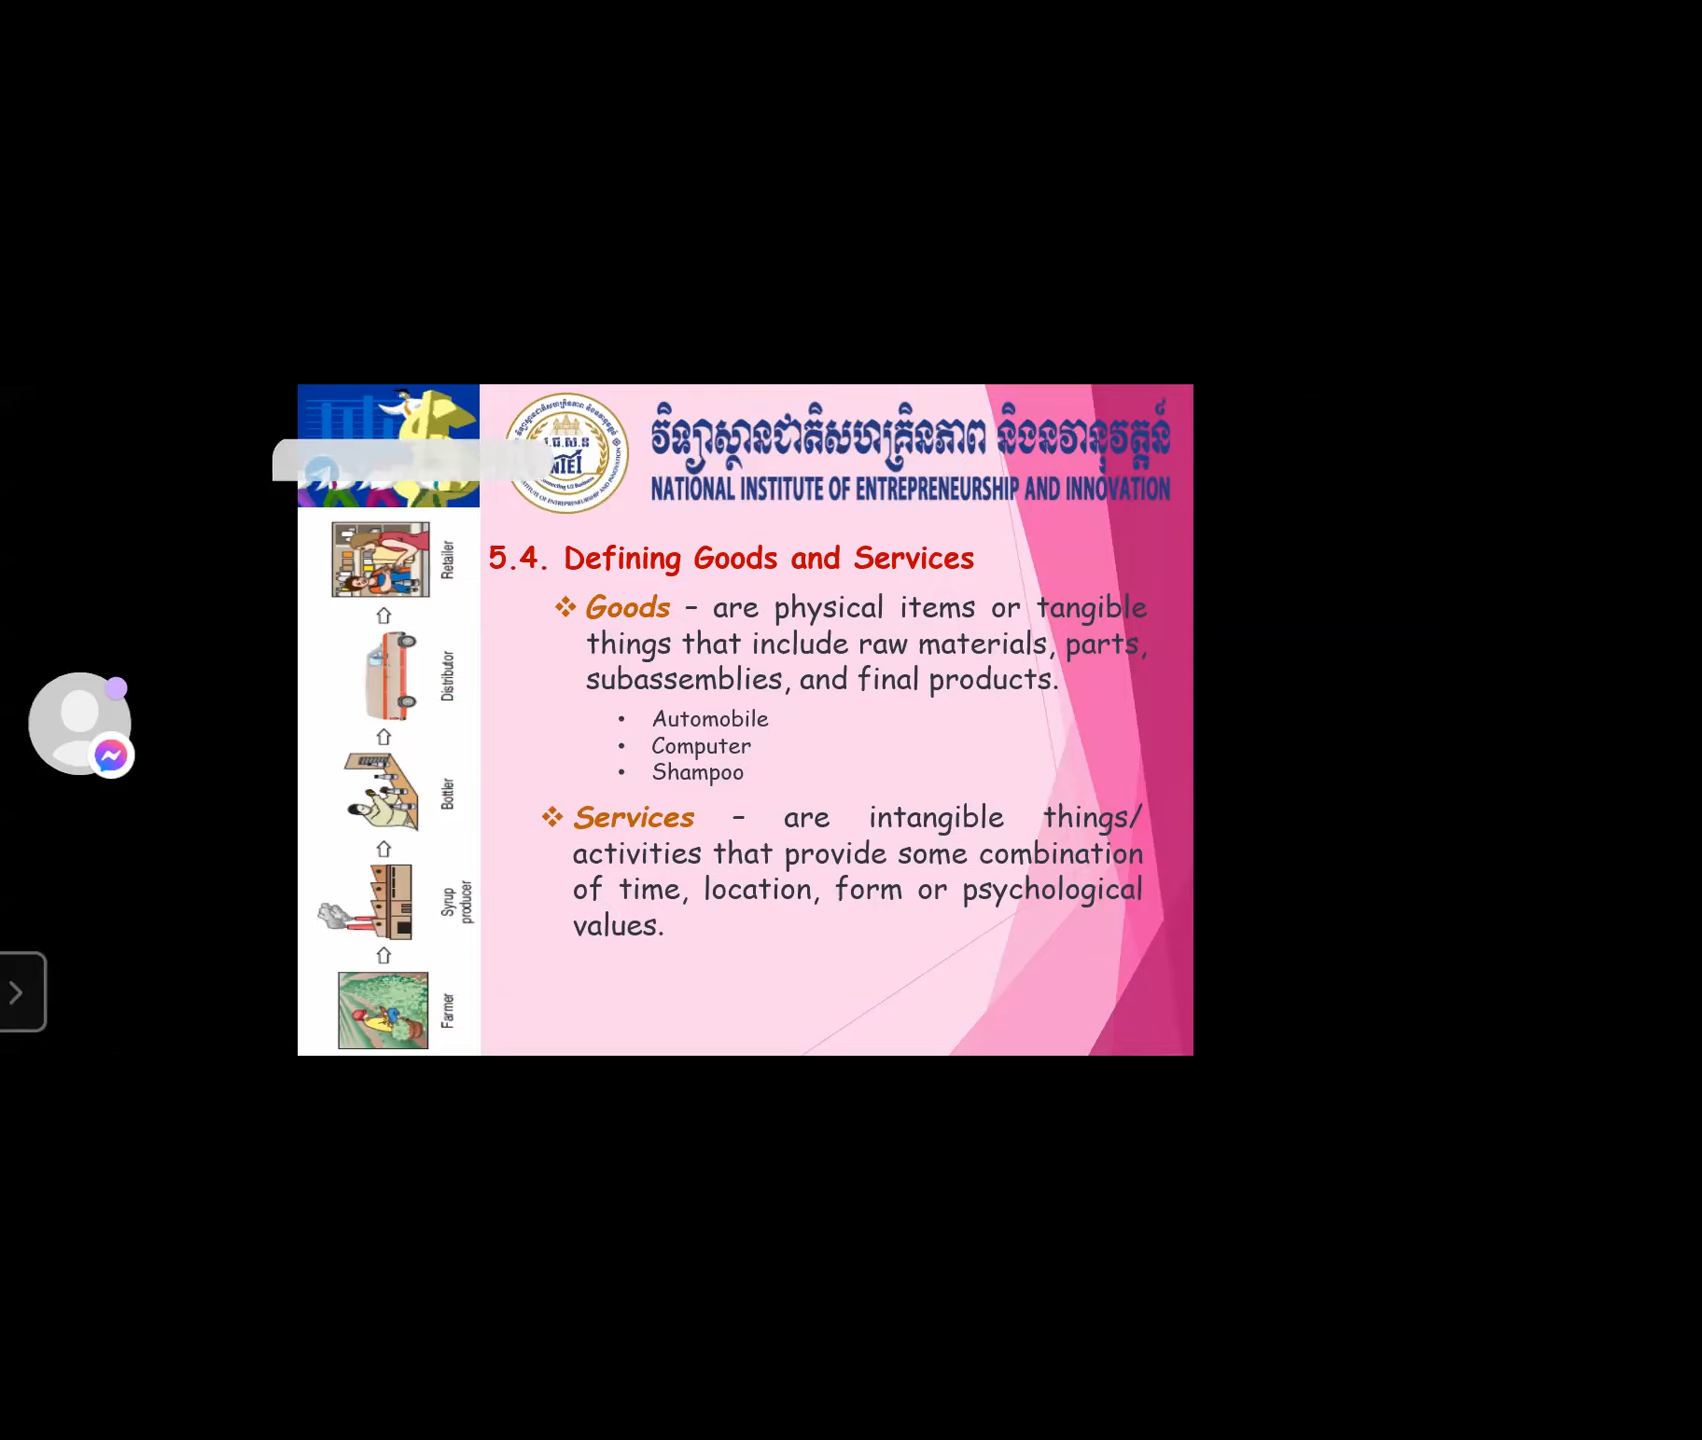 វិទ្យាស្ថានជាតិសហគ្រិនភាព និងនវានុវត្តន៍
NATIONAL INSTITUTE OF ENTREPRENEURSHIP AND INNOVATION
5.4. Defining Goods and Services
❖ Goods – are physical items or tangible
things that include raw materials, parts,
subassemblies, and final products.
• Automobile
• Computer
• Shampoo
❖ Services – are intangible things/
activities that provide some combination
of time, location, form or psychological
values.
Retailer
Distributor
Bottler
Syrup
producer
Farmer